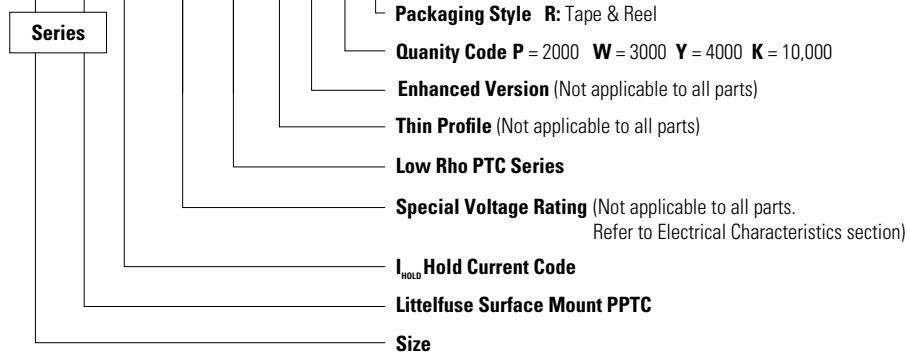 Packaging Style R: Tape & Reel
Series
Quanity Code P = 2000 W = 3000 Y = 4000 K = 10,000
Enhanced Version (Not applicable to all parts)
Thin Profile (Not applicable to all parts)
Low Rho PTC Series
Special Voltage Rating (Not applicable to all parts.
Refer to Electrical Characteristics section)
IHOLD Hold Current Code
Littelfuse Surface Mount PPTC
Size